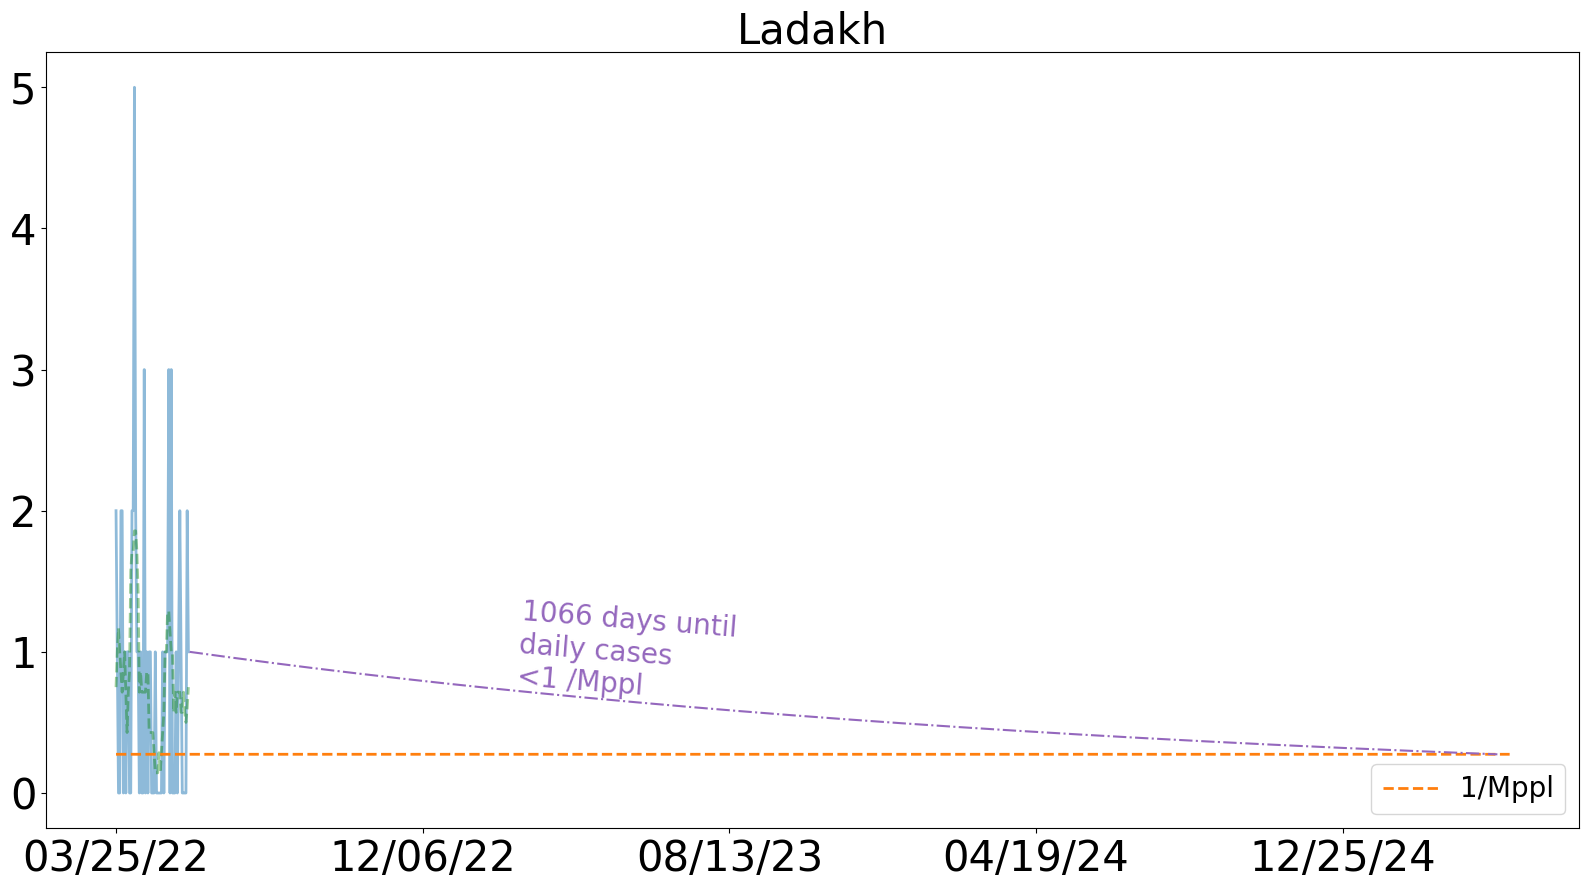 Ladakh
5
4
3
2
1
0
1066 days until
daily cases
<1 /Mppl
1/Mppl
03/25/22
12/06/22
08/13/23
04/19/24
12/25/24